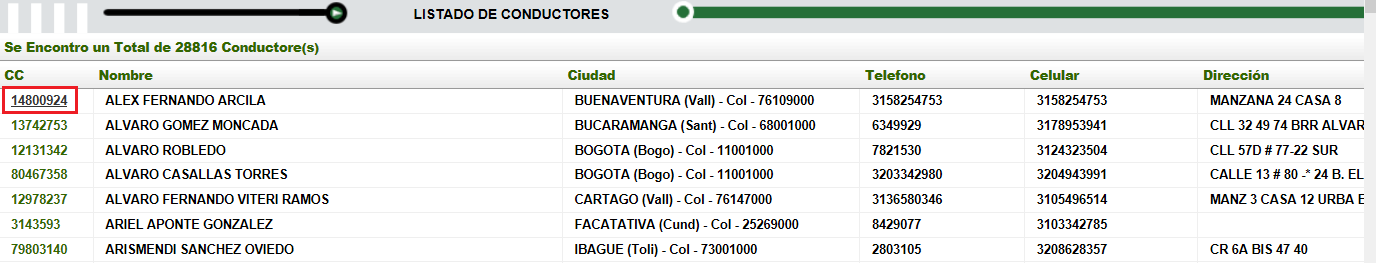 LISTADO DE CONDUCTORES
Se Encontro un Total de 28816 Conductore(s)
CC Nombre Ciudad Telefono Celular Dirección
14800924 ALEX FERNANDO ARCILA BUENAVENTURA (Vall) - Col - 76109000 3158254753 3158254753 MANZANA 24 CASA 8
13742753 ALVARO GOMEZ MONCADA BUCARAMANGA (Sant) - Col - 68001000 6349929 3178953941 CLL 32 49 74 BRR ALVAR
12131342 ALVARO ROBLEDO BOGOTA (Bogo) - Col - 11001000 7821530 3124323504 CLL 57D # 77-22 SUR
80467358 ALVARO CASALLAS TORRES BOGOTA (Bogo) - Col - 11001000 3203342980 3204943991 CALLE 13 # 80 -* 24 B. EL
12978237 ALVARO FERNANDO VITERI RAMOS CARTAGO (Vall) - Col - 76147000 3136580346 3105496514 MANZ 3 CASA 12 URBA E
3143593 ARIEL APONTE GONZALEZ FACATATIVA (Cund) - Col - 25269000 8429077 3103342785
79803140 ARISMENDI SANCHEZ OVIEDO IBAGUE (Toli) - Col - 73001000 2803105 3208628357 CR 6A BIS 47 40